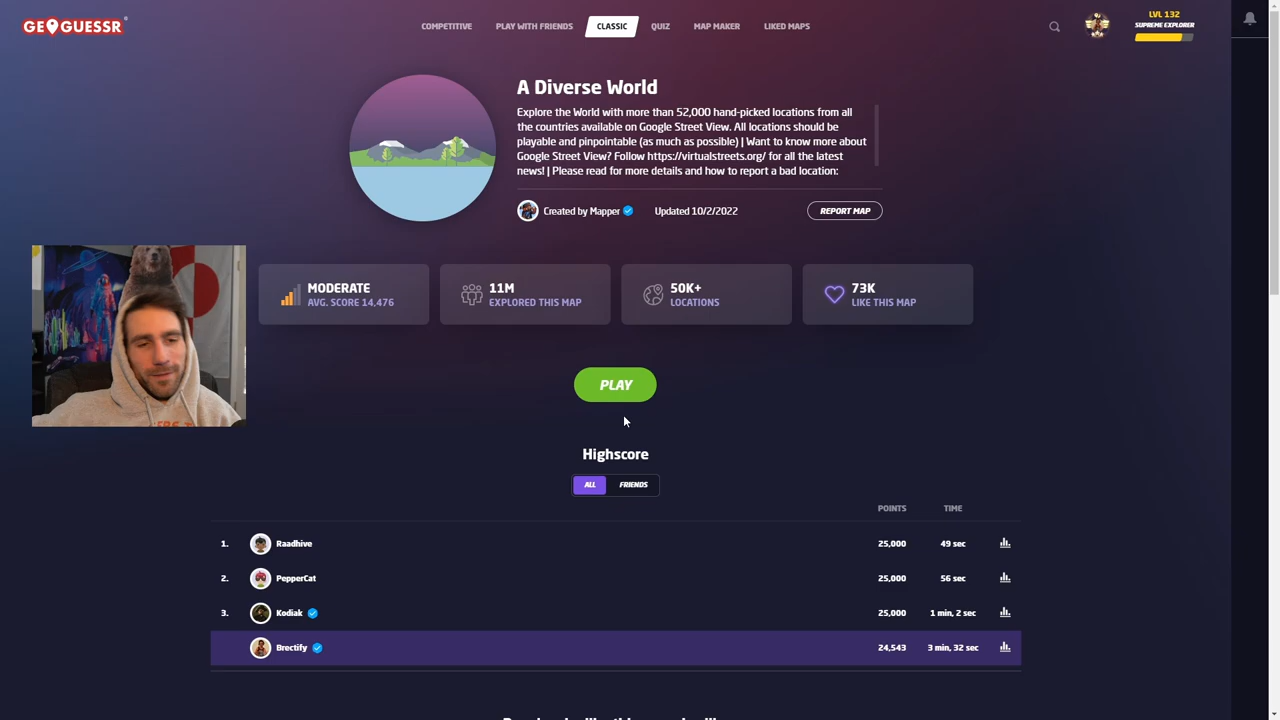 GEOGUESSR
COMPETITIVE
PLAY WITH FRIENDS
CLASSIC
QUIZ
MAP MAKER
LIKED MAPS
LVL 132
SUPREME EXPLORER
A Diverse World
Explore the World with more than 52,000 hand-picked locations from all
the countries available on Google Street View. All locations should be
playable and pinpointable (as much as possible) | Want to know more about
Google Street View? Follow https://virtualstreets.org/ for all the latest
news! | Please read for more details and how to report a bad location:
Created by Mapper
Updated 10/2/2022
REPORT MAP
MODERATE
AVG. SCORE 14,476
11M
EXPLORED THIS MAP
50K+
LOCATIONS
73K
LIKE THIS MAP
PLAY
Highscore
ALL
FRIENDS
POINTS
TIME
1. Raadhive 25,000 49 sec
2. PepperCat 25,000 56 sec
3. Kodiak 25,000 1 min, 2 sec
Brectify 24,543 3 min, 32 sec